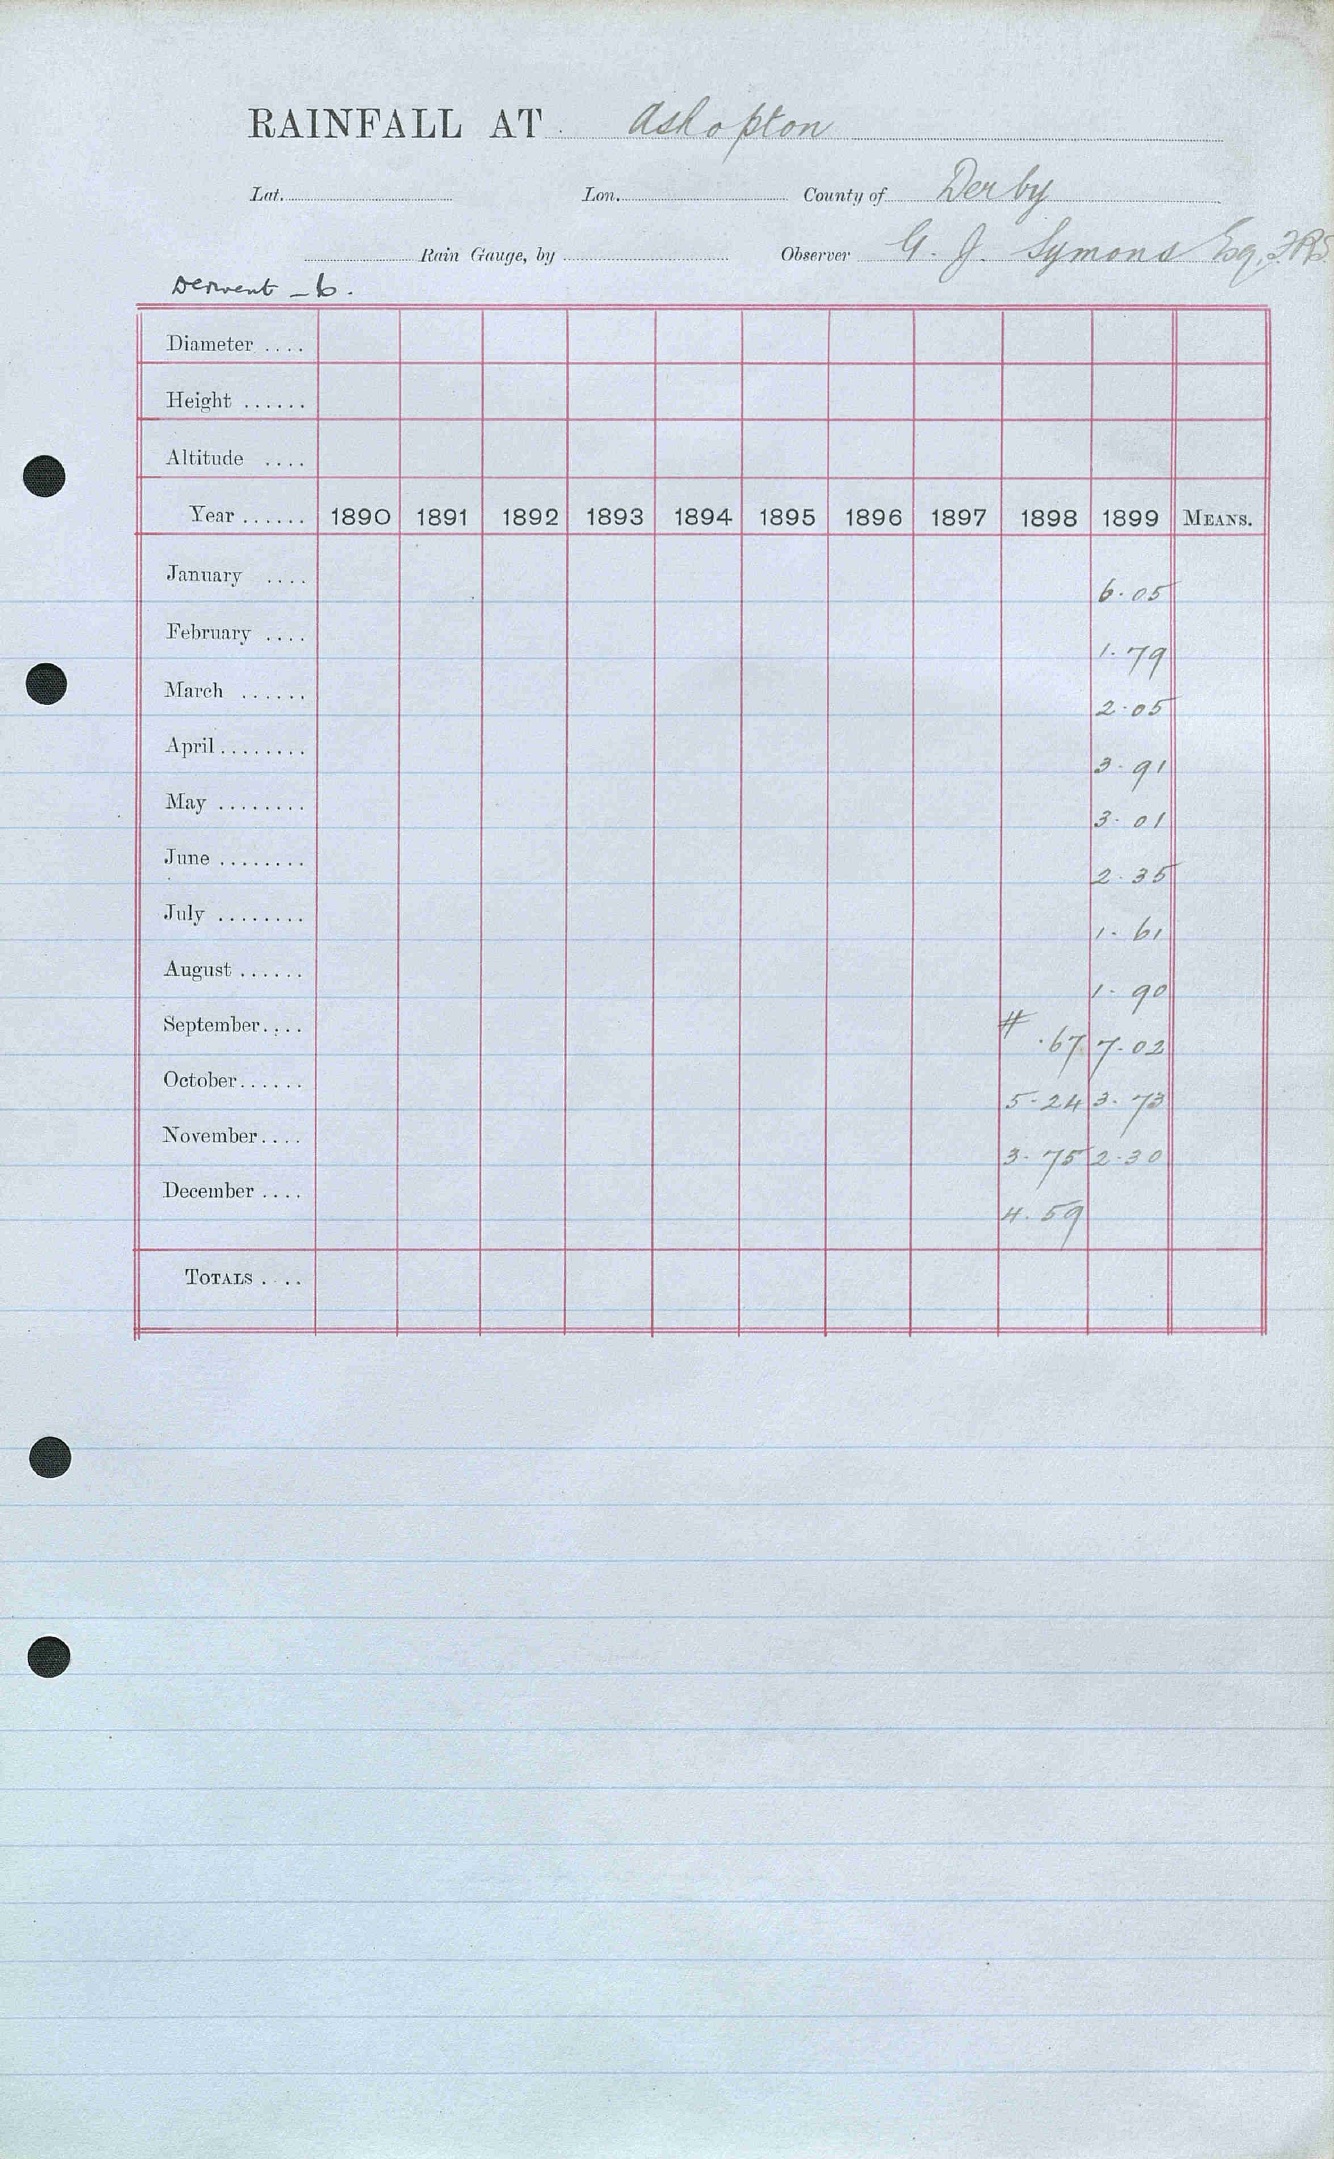 RAINFALL AT Ashopton
Lat. Lon. County of Derby
Rain Gauge, by Observer G. J. Symons Esq, F.R.S.
Derwent - 6.
Diameter ....
Height ......
Altitude ....
Year ...... 1890 1891 1892 1893 1894 1895 1896 1897 1898 1899 MEANS.
January .... 6.05
February .... 1.79
March ...... 2.05
April ........ 3.91
May ........ 3.01
June ........ 2.35
July ........ 1.61
August ...... 1.90
September.... # .67 7.02
October...... 5.24 3.73
November.... 3.75 2.30
December .... 4.59
TOTALS ....